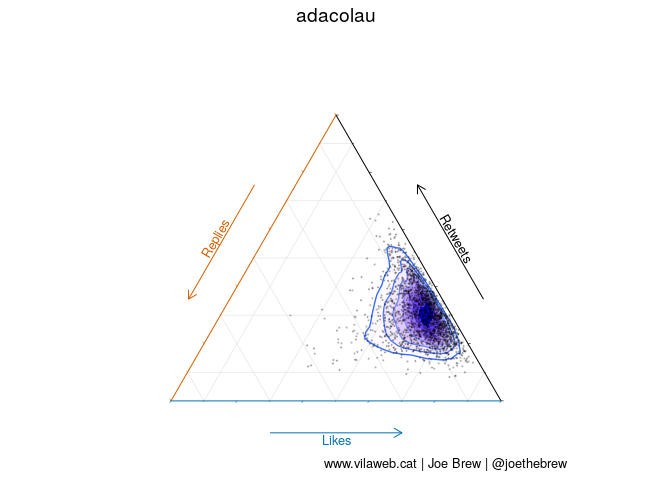 adacolau
Replies
Retweets
Likes
www.vilaweb.cat | Joe Brew | @joethebrew